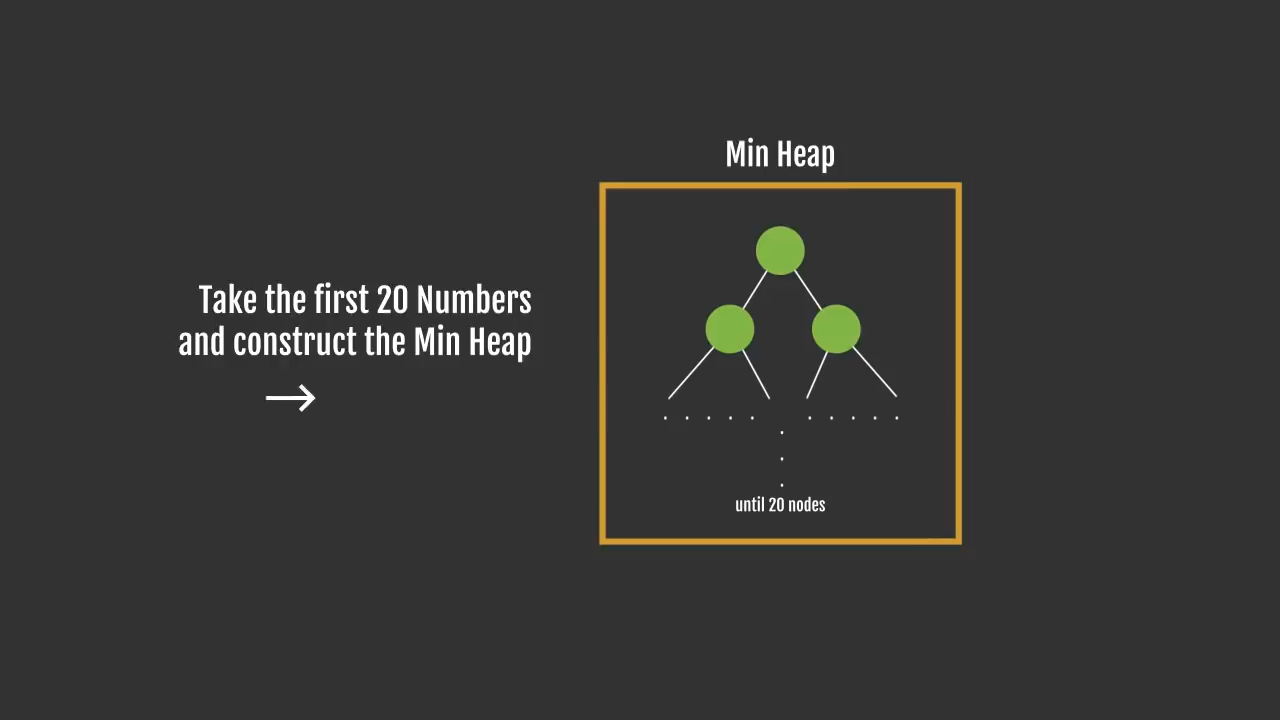 Min Heap
Take the first 20 Numbers
and construct the Min Heap
until 20 nodes